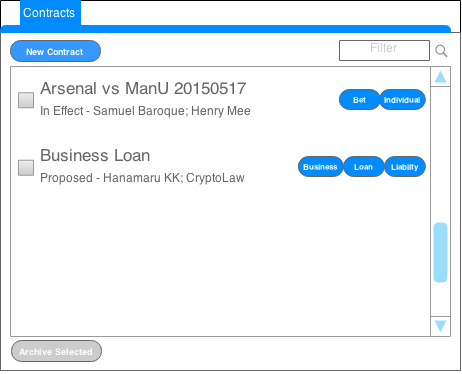 Contracts
New Contract
Filter
Arsenal vs ManU 20150517
In Effect - Samuel Baroque; Henry Mee
Bet Individual
Business Loan
Proposed - Hanamaru KK; CryptoLaw
Business Loan Liablity
Archive Selected